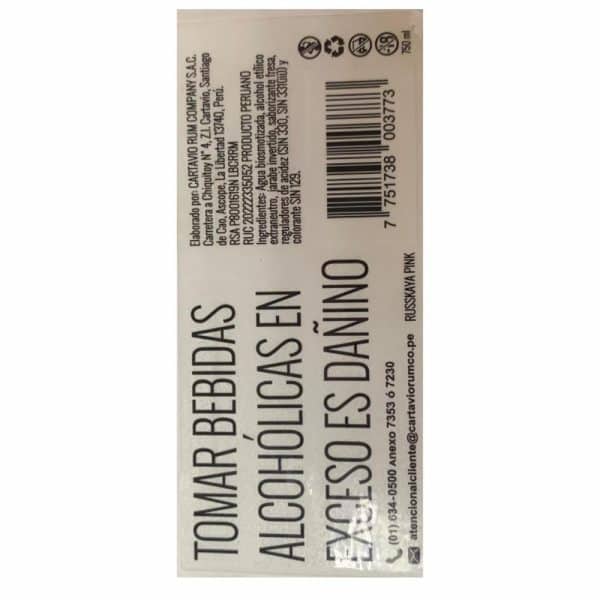 TOMAR BEBIDAS
ALCOHÓLICAS EN
EXCESO ES DAÑINO
(01) 634-0500 Anexo 7353 ó 7230
atencionalcliente@cartaviorumco.pe
RUSSKAYA PINK
Elaborado por: CARTAVIO RUM COMPANY S.A.C.
Carretera a Chiquitoy N° 4, Z.I. Cartavio, Santiago
de Cao, Ascope, La Libertad 13740, Perú.
RSA P8001619N LBCRRM
RUC 20222335052 PRODUCTO PERUANO
Ingredientes: Agua biosmotizada, alcohol etílico
extraneutro, jarabe invertido, saborizante fresa,
reguladores de acidez (SIN 330, SIN 331(iii)) y
colorante SIN 129.
7 751738 003773
750 ml